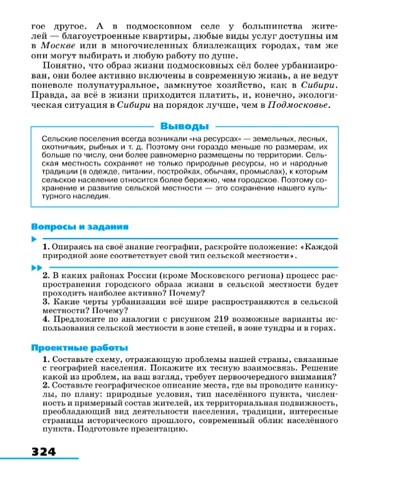 гое другое. А в подмосковном селе у большинства жите-
лей — благоустроенные квартиры, любые виды услуг доступны им
в Москве или в многочисленных близлежащих городах, там же
они могут выбирать и любую работу по душе.
Понятно, что образ жизни подмосковных сёл более урбанизиро-
ван, они более активно включены в современную жизнь, а не ведут
поневоле полунатуральное, замкнутое хозяйство, как в Сибири.
Правда, за всё в жизни приходится платить, и, конечно, экологи-
ческая ситуация в Сибири на порядок лучше, чем в Подмосковье.
Выводы
Сельские поселения всегда возникали «на ресурсах» — земельных, лесных,
охотничьих, рыбных и т. д. Поэтому они гораздо меньше по размерам, их
больше по числу, они более равномерно размещены по территории. Сель-
ская местность сохраняет не только природные ресурсы, но и народные
традиции (в одежде, питании, постройках, обычаях, промыслах), к которым
сельское население относится более бережно, чем городское. Поэтому со-
хранение и развитие сельской местности — это сохранение нашего куль-
турного наследия.
Вопросы и задания
1. Опираясь на своё знание географии, раскройте положение: «Каждой
природной зоне соответствует свой тип сельской местности».
2. В каких районах России (кроме Московского региона) процесс рас-
пространения городского образа жизни в сельской местности будет
проходить наиболее активно? Почему?
3. Какие черты урбанизации всё шире распространяются в сельской
местности? Почему?
4. Предложите по аналогии с рисунком 219 возможные варианты ис-
пользования сельской местности в зоне степей, в зоне тундры и в горах.
Проектные работы
1. Составьте схему, отражающую проблемы нашей страны, связанные
с географией населения. Покажите их тесную взаимосвязь. Решение
какой из проблем, на ваш взгляд, требует первоочередного внимания?
2. Составьте географическое описание места, где вы проводите канику-
лы, по плану: природные условия, тип населённого пункта, числен-
ность и примерный состав жителей, их территориальная подвижность,
преобладающий вид деятельности населения, традиции, интересные
страницы исторического прошлого, современный облик населённого
пункта. Подготовьте презентацию.
324